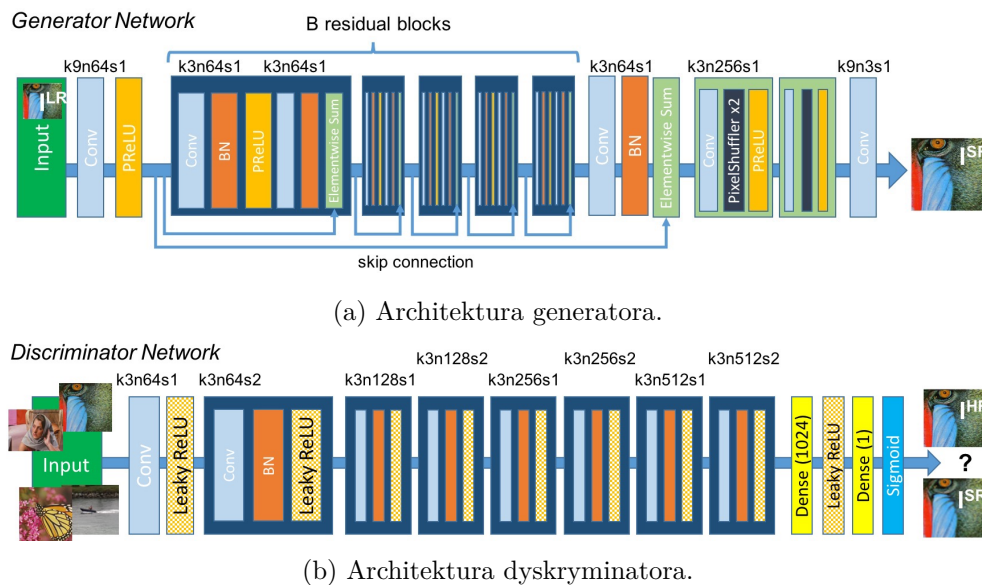 Generator Network
B residual blocks
k9n64s1
k3n64s1 k3n64s1
k3n64s1
k3n256s1
k9n3s1
I^LR
Input
Conv
PReLU
Conv
BN
PReLU
Elementwise Sum
Conv
BN
Elementwise Sum
Conv
PixelShuffler x2
PReLU
Conv
I^SR
skip connection
(a) Architektura generatora.
Discriminator Network
k3n64s1
k3n64s2
k3n128s1
k3n128s2
k3n256s1
k3n256s2
k3n512s1
k3n512s2
Input
Conv
Leaky ReLU
Conv
BN
Leaky ReLU
Dense (1024)
Leaky ReLU
Dense (1)
Sigmoid
I^HR
?
I^SR
(b) Architektura dyskryminatora.